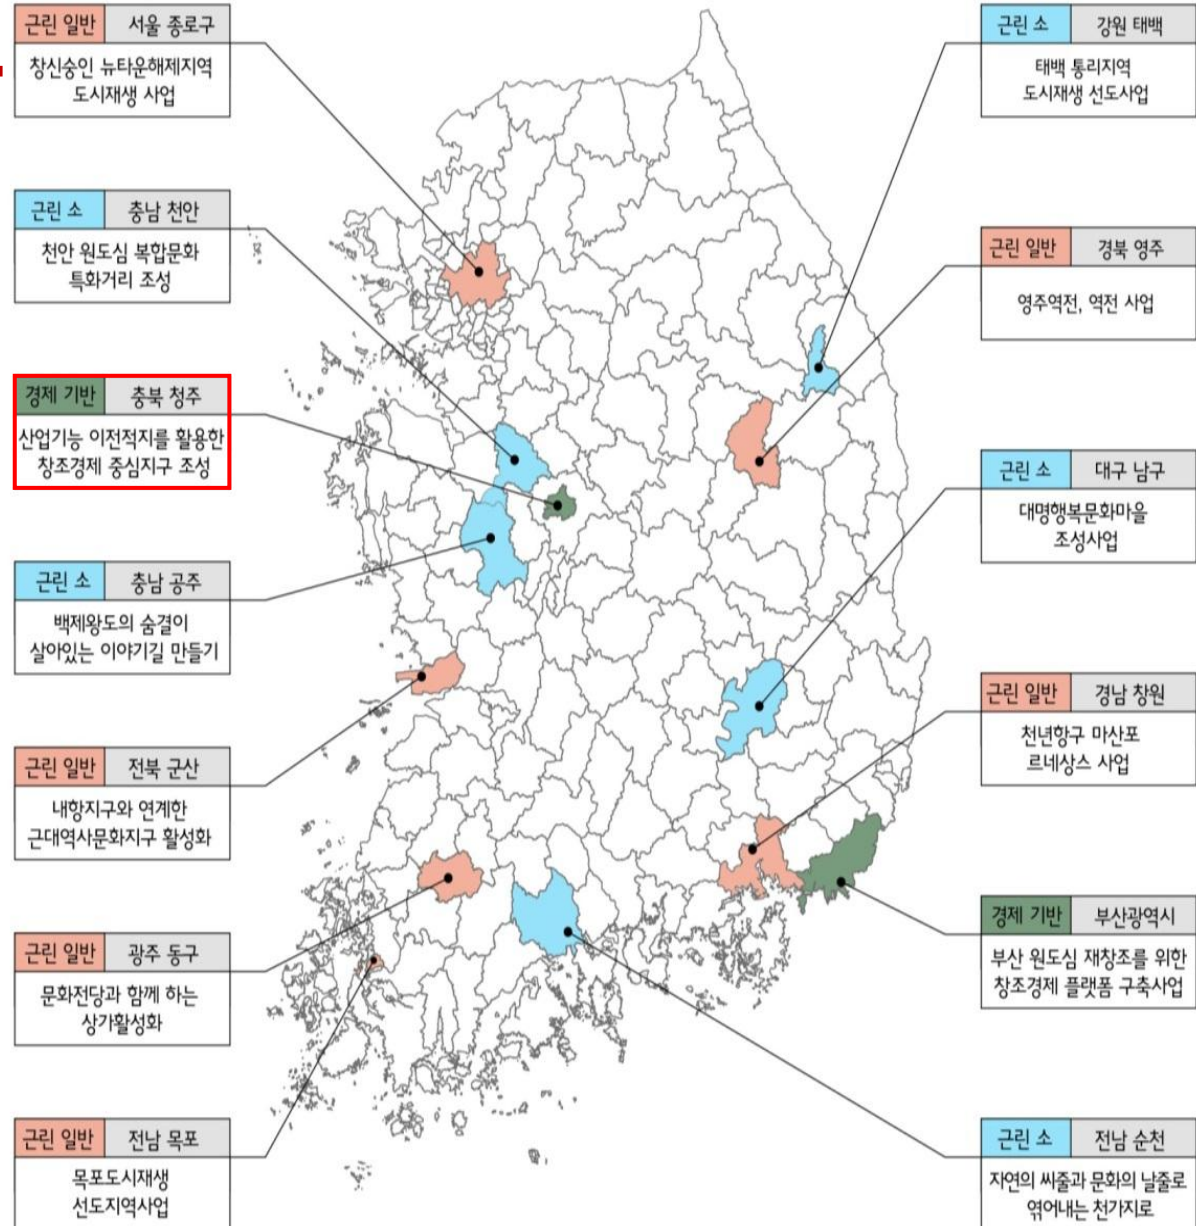 근린 일반 서울 종로구
창신숭인 뉴타운해제지역
도시재생 사업
근린 소 충남 천안
천안 원도심 복합문화
특화거리 조성
경제 기반 충북 청주
산업기능 이전적지를 활용한
창조경제 중심지구 조성
근린 소 충남 공주
백제왕도의 숨결이
살아있는 이야기길 만들기
근린 일반 전북 군산
내항지구와 연계한
근대역사문화지구 활성화
근린 일반 광주 동구
문화전당과 함께 하는
상가활성화
근린 일반 전남 목포
목포도시재생
선도지역사업
근린 소 강원 태백
태백 통리지역
도시재생 선도사업
근린 일반 경북 영주
영주역전, 역전 사업
근린 소 대구 남구
대명행복문화마을
조성사업
근린 일반 경남 창원
천년항구 마산포
르네상스 사업
경제 기반 부산광역시
부산 원도심 재창조를 위한
창조경제 플랫폼 구축사업
근린 소 전남 순천
자연의 씨줄과 문화의 날줄로
엮어내는 천가지로